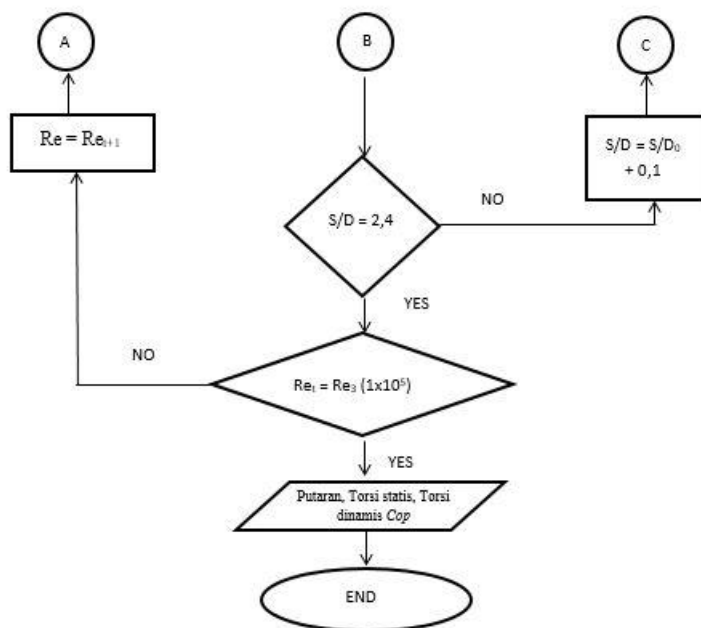 A
B
C
Re = Reₜ₊₁
S/D = S/D₀
+ 0,1
S/D = 2,4
NO
YES
NO
Reₜ = Re₃ (1x10⁵)
YES
Putaran, Torsi statis, Torsi
dinamis Cop
END